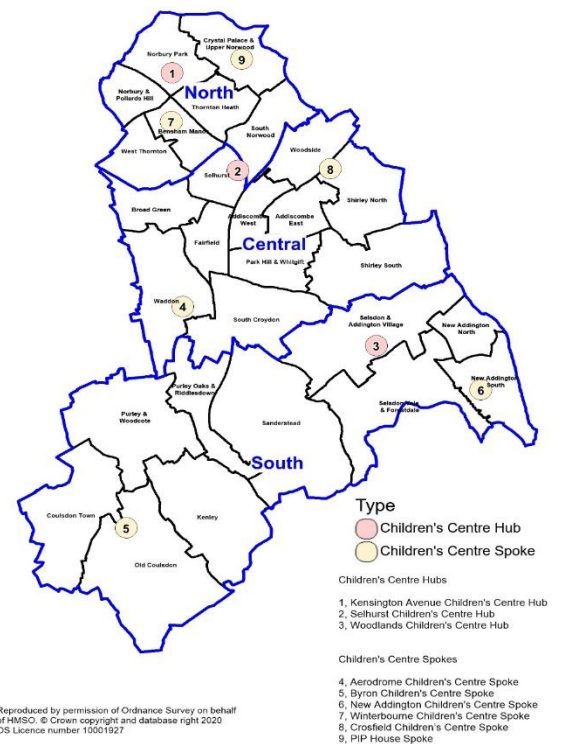 Crystal Palace &
Upper Norwood
9
Norbury Park
1
Norbury &
Pollards Hill
North
Thornton Heath
7
Bensham Manor
South
Norwood
West Thornton
Woodside
Selhurst
2
8
Broad Green
Shirley North
Addiscombe
West
Addiscombe
East
Fairfield
Central
Park Hill & Whitgift
Shirley South
Waddon
4
South Croydon
Selsdon &
Addington Village
New Addington
North
3
Purley Oaks &
Riddlesdown
New Addington
South
6
Selsdon Vale
& Forestdale
Purley &
Woodcote
Sanderstead
South
Coulsdon Town
Kenley
5
Old Coulsdon
Type
Children's Centre Hub
Children's Centre Spoke
Children's Centre Hubs
1, Kensington Avenue Children's Centre Hub
2, Selhurst Children's Centre Hub
3, Woodlands Children's Centre Hub
Children's Centre Spokes
4, Aerodrome Children's Centre Spoke
5, Byron Children's Centre Spoke
6, New Addington Children's Centre Spoke
7, Winterbourne Children's Centre Spoke
8, Crosfield Children's Centre Spoke
9, PIP House Spoke
Reproduced by permission of Ordnance Survey on behalf
of HMSO. © Crown copyright and database right 2020
OS Licence number 10001927